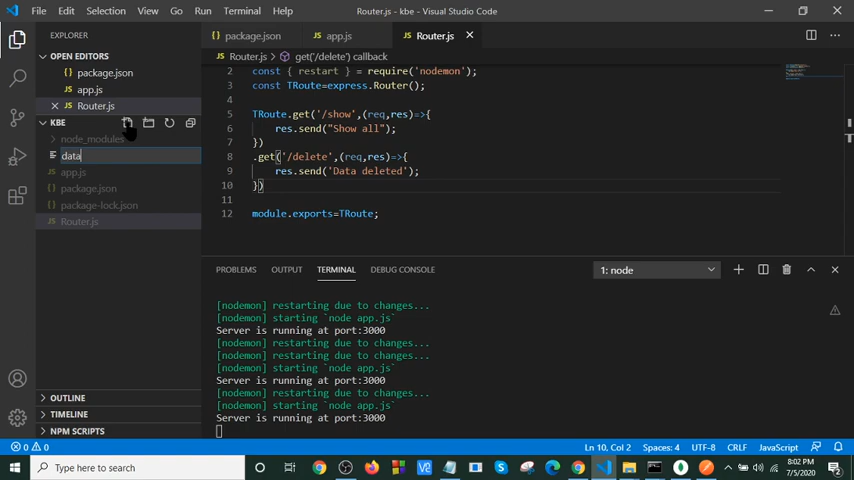 File Edit Selection View Go Run Terminal Help Router.js - kbe - Visual Studio Code
EXPLORER
OPEN EDITORS
package.json
app.js
Router.js
KBE
node_modules
data
app.js
package.json
package-lock.json
Router.js
OUTLINE
TIMELINE
NPM SCRIPTS
JS package.json JS app.js JS Router.js
JS Router.js > get('/delete') callback
2 const { restart } = require('nodemon');
3 const TRoute=express.Router();
4
5 TRoute.get('/show',(req,res)=>{
6 res.send("Show all");
7 })
8 .get('/delete',(req,res)=>{
9 res.send('Data deleted');
10 })
11
12 module.exports=TRoute;
PROBLEMS OUTPUT TERMINAL DEBUG CONSOLE 1: node
[nodemon] restarting due to changes...
[nodemon] starting `node app.js`
Server is running at port:3000
[nodemon] restarting due to changes...
[nodemon] restarting due to changes...
[nodemon] starting `node app.js`
Server is running at port:3000
[nodemon] restarting due to changes...
[nodemon] starting `node app.js`
Server is running at port:3000
0 0 Ln 10, Col 2 Spaces: 4 UTF-8 CRLF JavaScript
Type here to search
8:02 PM
7/5/2020